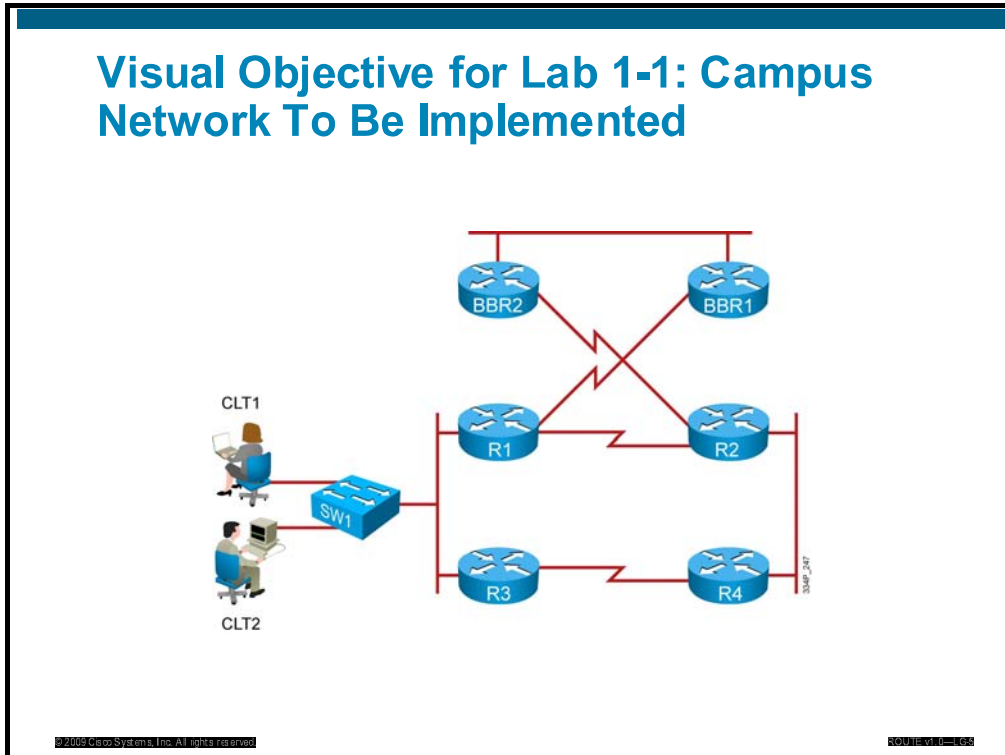 Visual Objective for Lab 1-1: Campus
Network To Be Implemented
BBR2
BBR1
CLT1
R1
R2
SW1
R3
R4
CLT2
334P_247
© 2009 Cisco Systems, Inc. All rights reserved.
ROUTE v1.0—LG-5